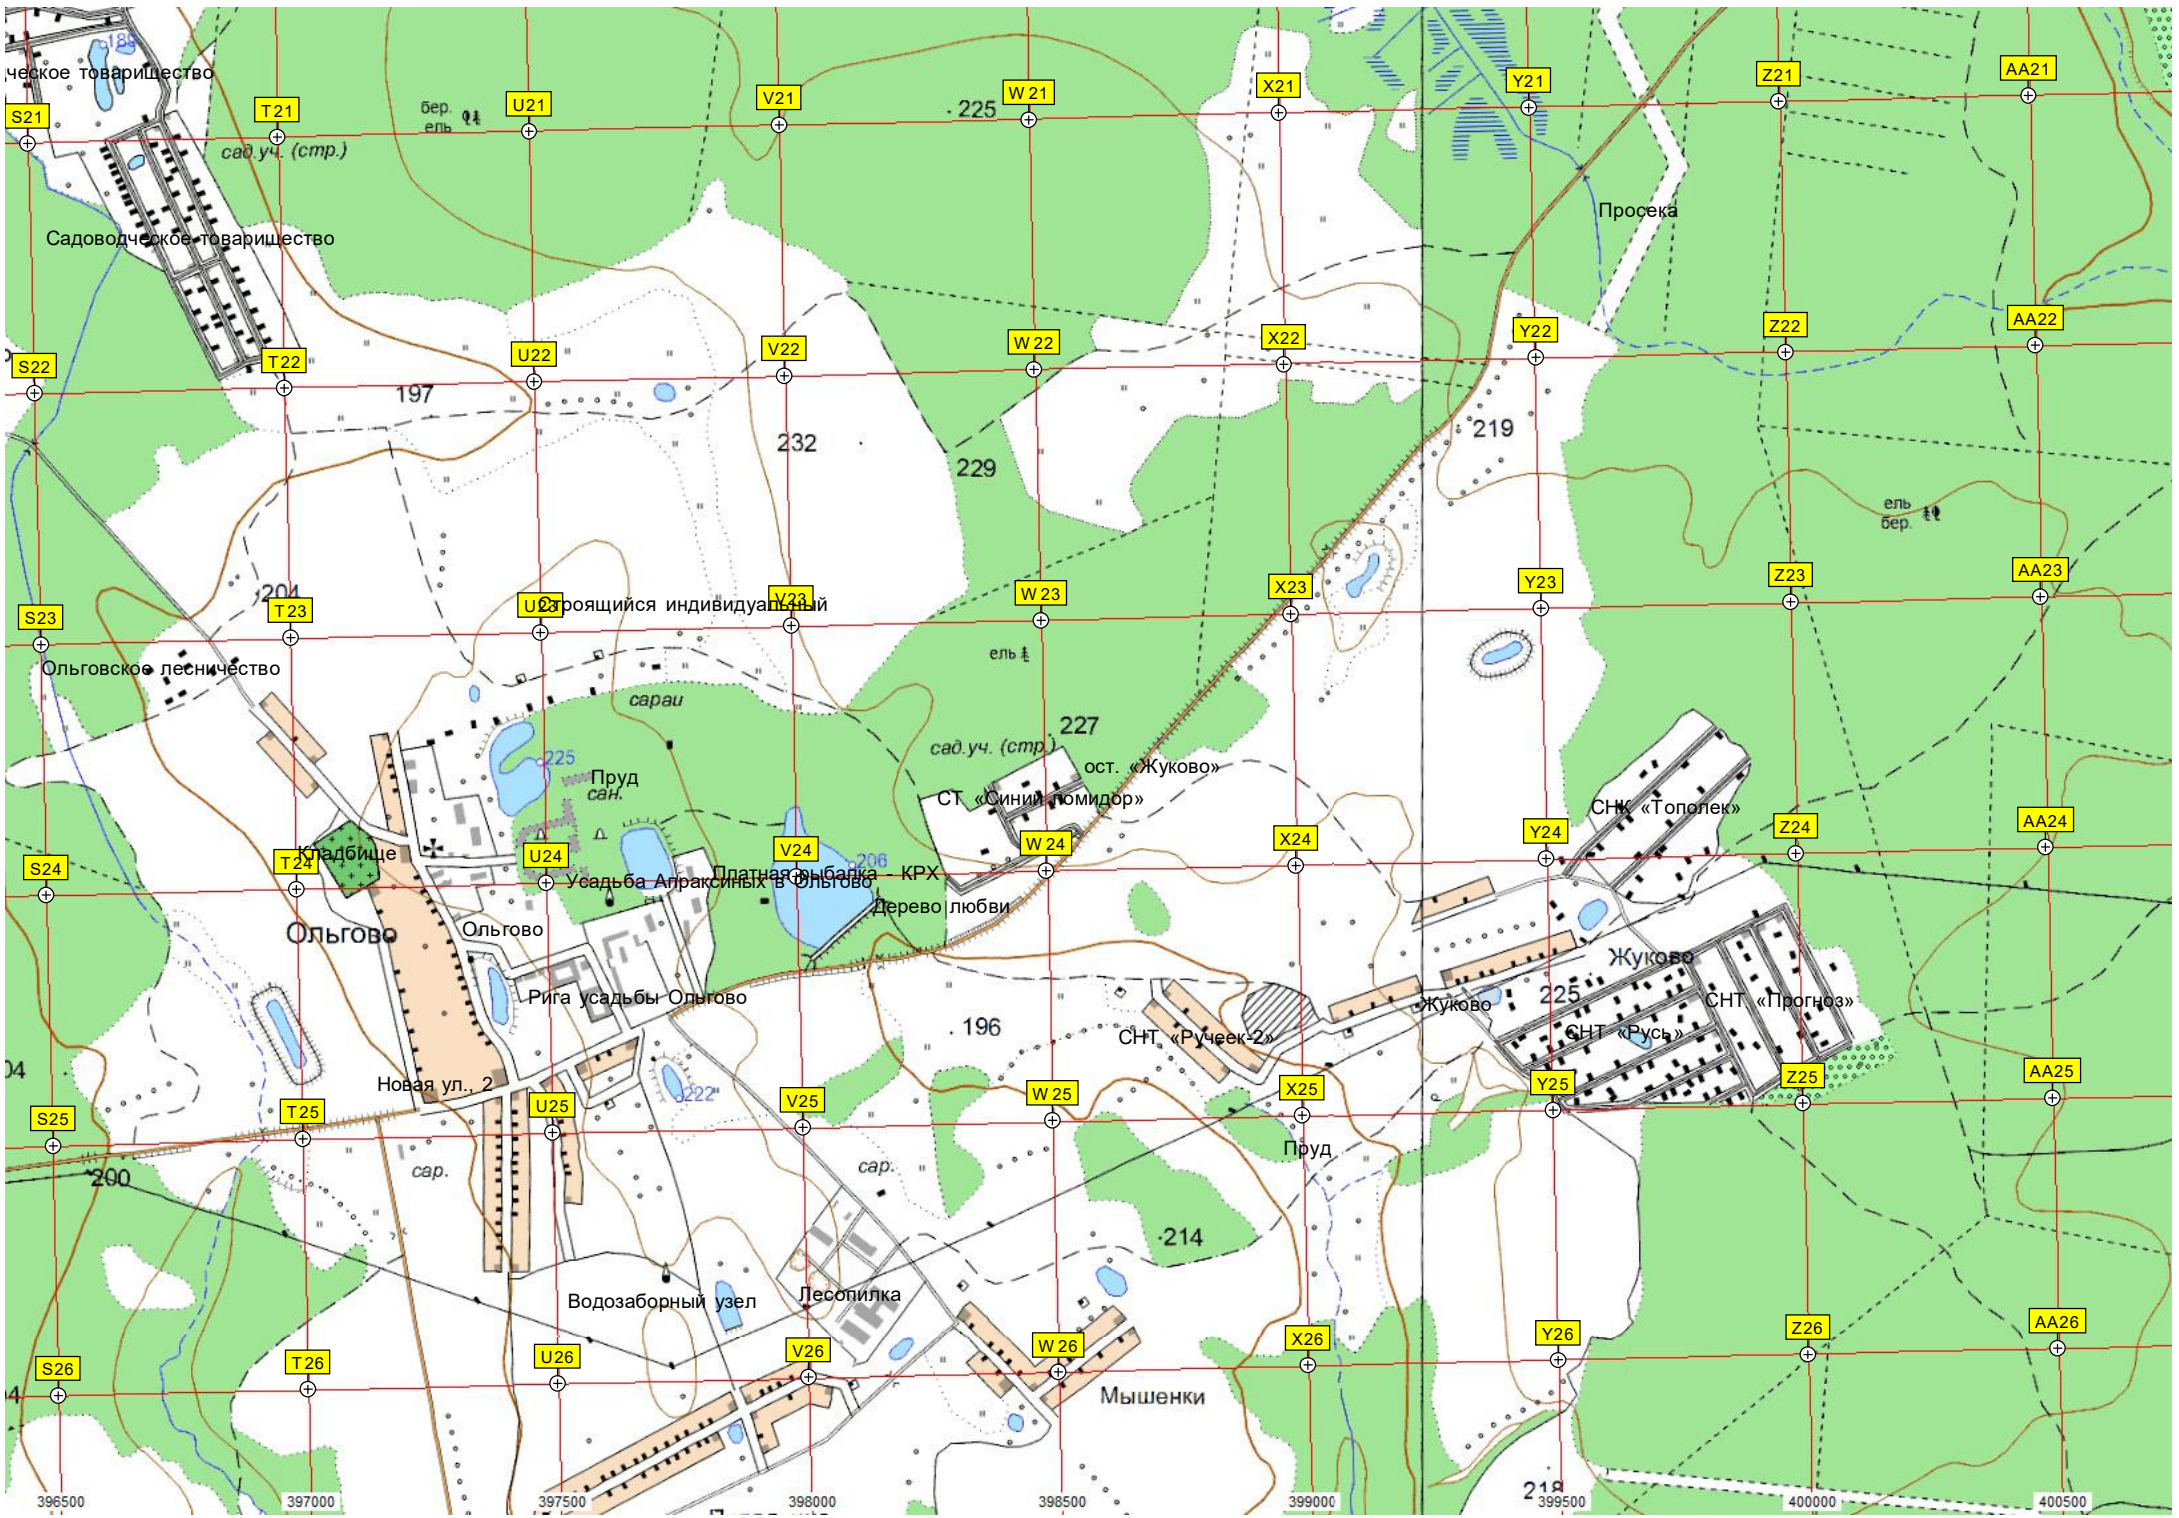 189
ческое товарищество
S21
T21
U21
V21
W21
X21
Y21
Z21
AA21
бер.
ель
225
сад.уч. (стр.)
Просека
Садоводческое товарищество
S22
T22
U22
V22
W22
X22
Y22
Z22
AA22
197
232
229
219
ель
бер.
204
S23
T23
U23
V23
W23
X23
Y23
Z23
AA23
Строящийся индивидуальный
ель
Ольговское лесничество
сараи
227
сад.уч. (стр.)
ост. «Жуково»
225
Пруд
сан.
СТ «Синий помидор»
СНК «Тополек»
S24
T24
U24
V24
W24
X24
Y24
Z24
AA24
Кладбище
206
Платная рыбалка - КРХ
Усадьба Апраксиных в Ольгово
Дерево любви
Ольгово
Ольгово
Жуково
225
Рига усадьбы Ольгово
СНТ «Прогноз»
Жуково
196
СНТ «Ручеек-2»
СНТ «Русь»
04
Новая ул., 2
222
S25
T25
U25
V25
W25
X25
Y25
Z25
AA25
Пруд
200
сар.
сар.
214
Водозаборный узел
Лесопилка
S26
T26
U26
V26
W26
X26
Y26
Z26
AA26
4
Мышенки
218
396500
397000
397500
398000
398500
399000
399500
400000
400500